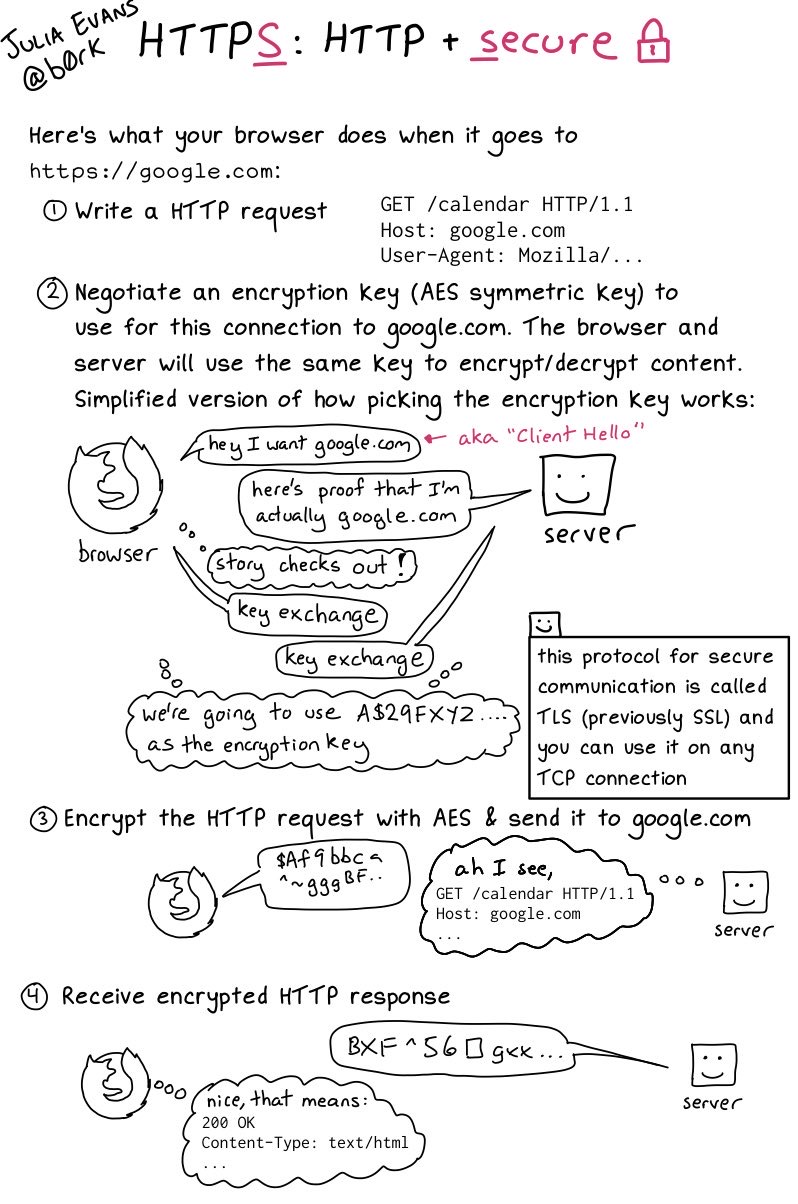 JULIA EVANS
@b0rk
HTTPS: HTTP + secure
Here's what your browser does when it goes to
https://google.com:
① Write a HTTP request
GET /calendar HTTP/1.1
Host: google.com
User-Agent: Mozilla/...
② Negotiate an encryption key (AES symmetric key) to
use for this connection to google.com. The browser and
server will use the same key to encrypt/decrypt content.
Simplified version of how picking the encryption key works:
hey I want google.com
aka "Client Hello"
here's proof that I'm
actually google.com
browser
server
story checks out!
key exchange
key exchange
we're going to use A$29FXYZ....
as the encryption key
this protocol for secure
communication is called
TLS (previously SSL) and
you can use it on any
TCP connection
③ Encrypt the HTTP request with AES & send it to google.com
$Af9bbca
^~gggBF..
ah I see,
GET /calendar HTTP/1.1
Host: google.com
...
server
④ Receive encrypted HTTP response
BXF^56□gkk...
server
nice, that means:
200 OK
Content-Type: text/html
...